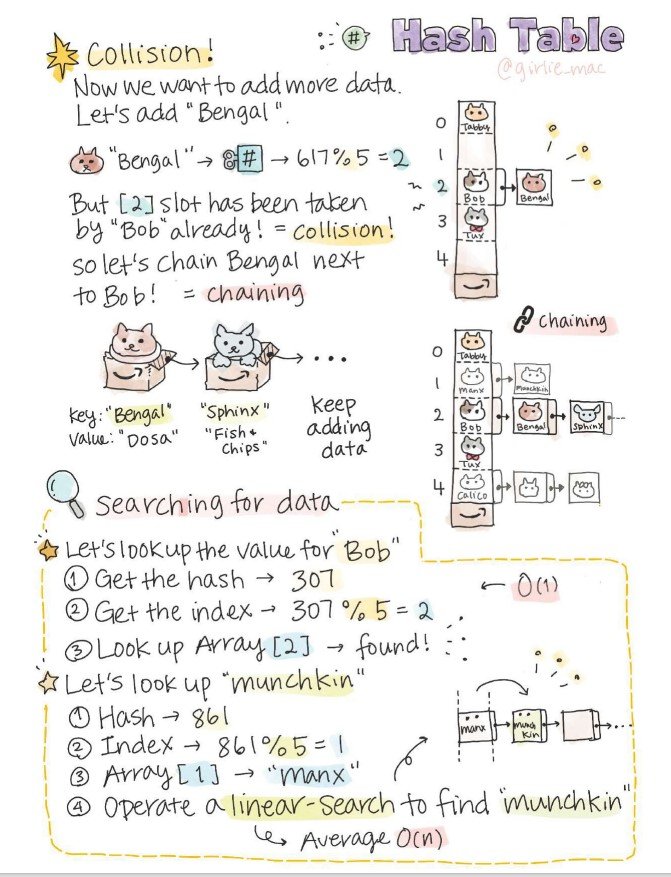 # Hash Table
@girlie_mac
Collision!
Now we want to add more data.
Let's add "Bengal".
"Bengal" → # → 617 % 5 = 2
But [2] slot has been taken
by "Bob" already! = collision!
so let's chain Bengal next
to Bob! = chaining
0 Tabby
1
2 Bob → Bengal
3 Tux
4
key: "Bengal"
value: "Dosa"
"Sphinx"
"Fish &
Chips"
→ ...
keep
adding
data
Chaining
0 Tabby
1 manx → munchkin
2 Bob → Bengal → Sphinx
3 Tux
4 Calico
Searching for data
Let's look up the value for "Bob"
① Get the hash → 307
② Get the index → 307 % 5 = 2
③ Look up Array [2] → found!
← O(1)
Let's look up "munchkin"
① Hash → 861
② Index → 861 % 5 = 1
③ Array [1] → "manx"
④ Operate a linear-search to find "munchkin"
↳ Average O(n)
manx → munch → ...
kin